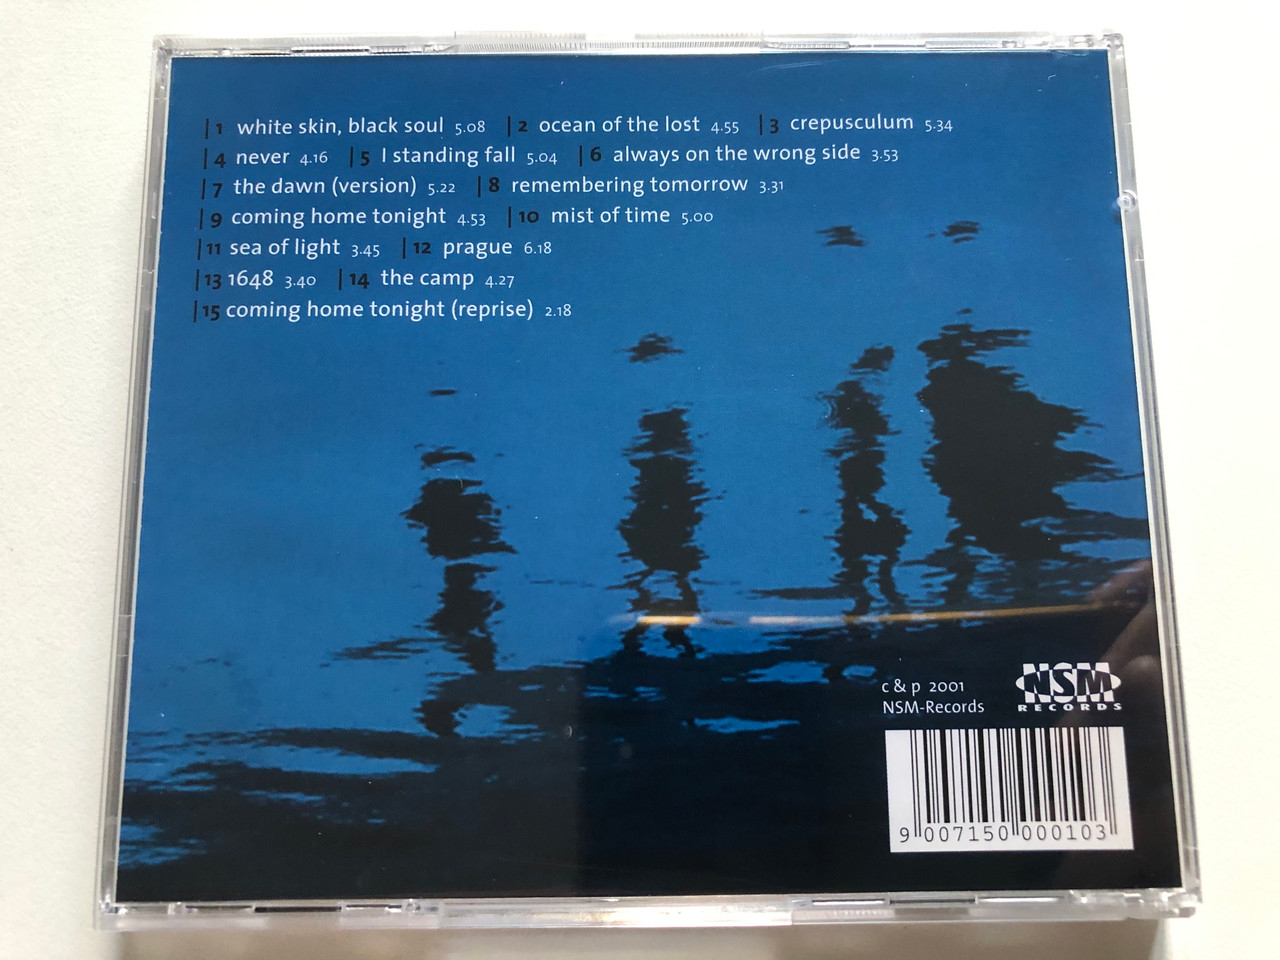 |1 white skin, black soul 5.08 |2 ocean of the lost 4.55 |3 crepusculum 5.34
|4 never 4.16 |5 I standing fall 5.04 |6 always on the wrong side 3.53
|7 the dawn (version) 5.22 |8 remembering tomorrow 3.31
|9 coming home tonight 4.53 |10 mist of time 5.00
|11 sea of light 3.45 |12 prague 6.18
|13 1648 3.40 |14 the camp 4.27
|15 coming home tonight (reprise) 2.18
c & p 2001
NSM-Records
NSM
RECORDS
9 007150 000103